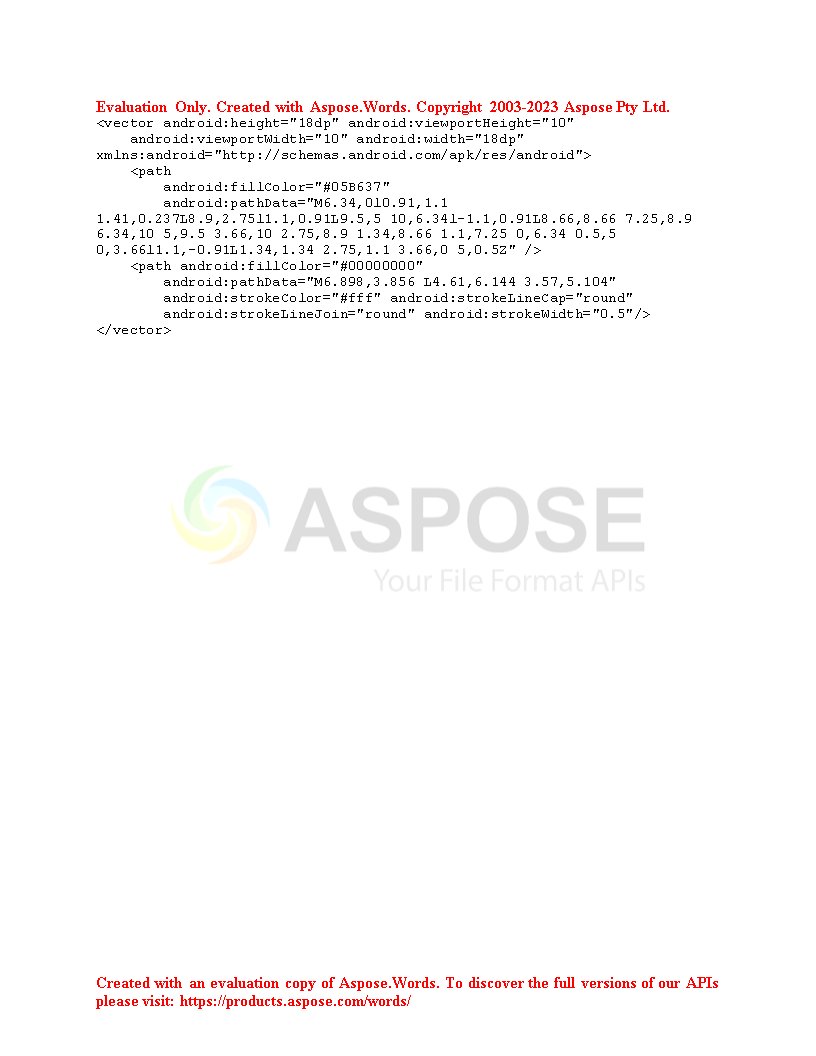 Evaluation Only. Created with Aspose.Words. Copyright 2003-2023 Aspose Pty Ltd.
<vector android:height="18dp" android:viewportHeight="10"
    android:viewportWidth="10" android:width="18dp"
xmlns:android="http://schemas.android.com/apk/res/android">
    <path
        android:fillColor="#05B637"
        android:pathData="M6.34,0l0.91,1.1
1.41,0.237L8.9,2.75l1.1,0.91L9.5,5 10,6.34l-1.1,0.91L8.66,8.66 7.25,8.9
6.34,10 5,9.5 3.66,10 2.75,8.9 1.34,8.66 1.1,7.25 0,6.34 0.5,5
0,3.66l1.1,-0.91L1.34,1.34 2.75,1.1 3.66,0 5,0.5Z" />
    <path android:fillColor="#00000000"
        android:pathData="M6.898,3.856 L4.61,6.144 3.57,5.104"
        android:strokeColor="#fff" android:strokeLineCap="round"
        android:strokeLineJoin="round" android:strokeWidth="0.5"/>
</vector>
ASPOSE
Your File Format APIs
Created with an evaluation copy of Aspose.Words. To discover the full versions of our APIs
please visit: https://products.aspose.com/words/